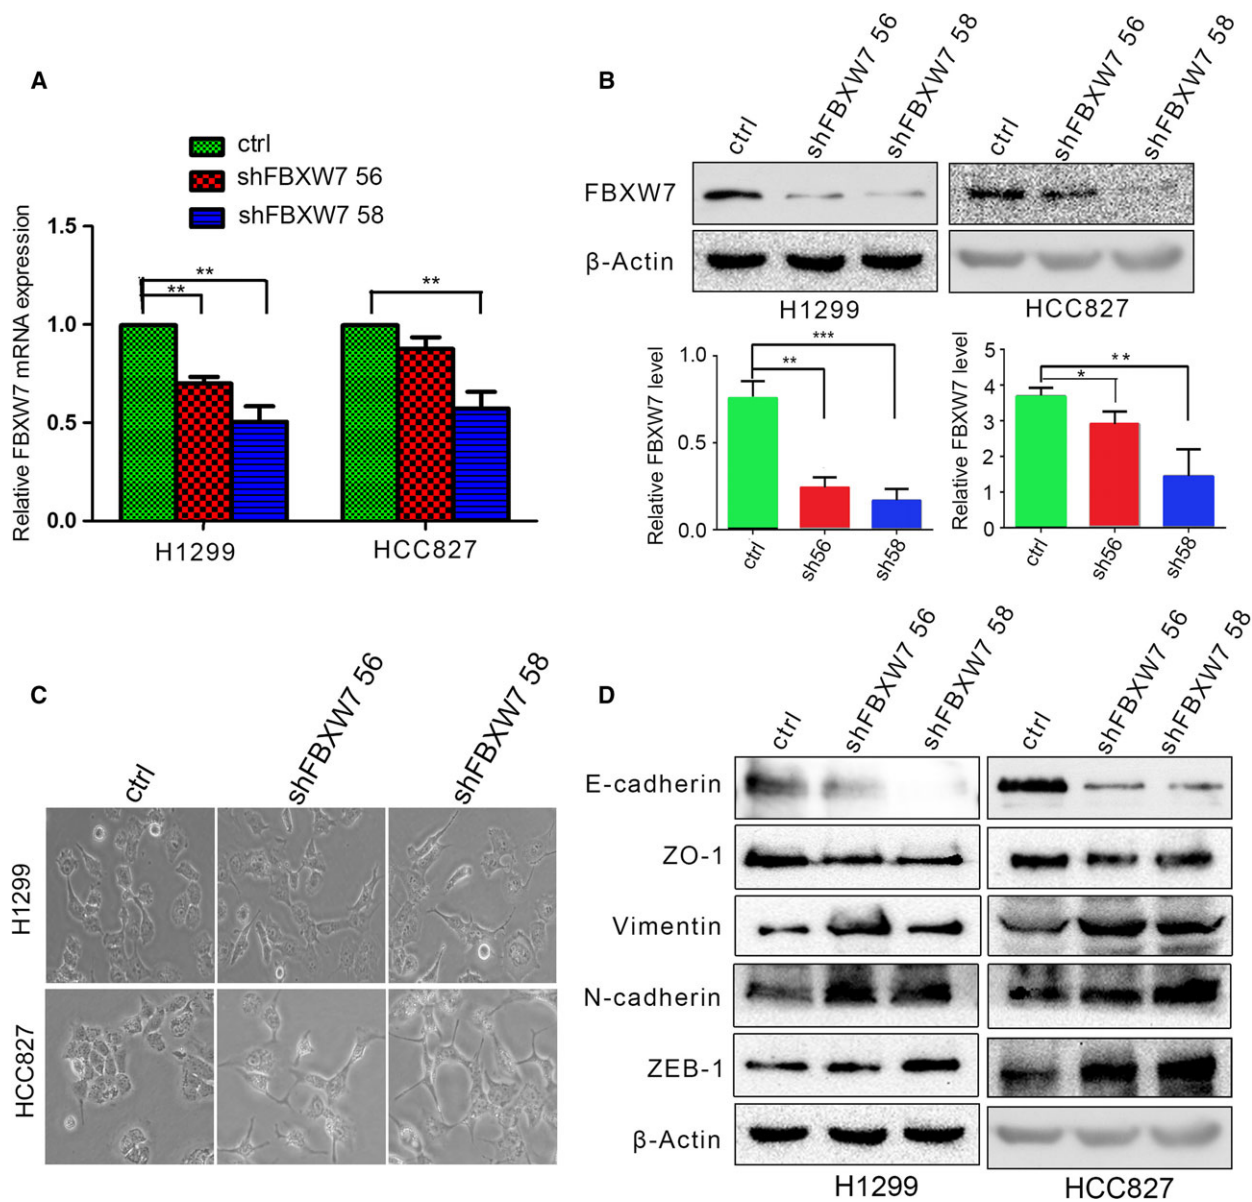 A
ctrl
shFBXW7 56
shFBXW7 58
Relative FBXW7 mRNA expression
1.5
1.0
0.5
0.0
**
**
**
H1299
HCC827
B
ctrl
shFBXW7 56
shFBXW7 58
ctrl
shFBXW7 56
shFBXW7 58
FBXW7
β-Actin
H1299
HCC827
Relative FBXW7 level
1.0
0.5
0.0
***
**
ctrl
sh56
sh58
Relative FBXW7 level
5
4
3
2
1
0
**
*
ctrl
sh56
sh58
C
ctrl
shFBXW7 56
shFBXW7 58
H1299
HCC827
D
ctrl
shFBXW7 56
shFBXW7 58
ctrl
shFBXW7 56
shFBXW7 58
E-cadherin
ZO-1
Vimentin
N-cadherin
ZEB-1
β-Actin
H1299
HCC827